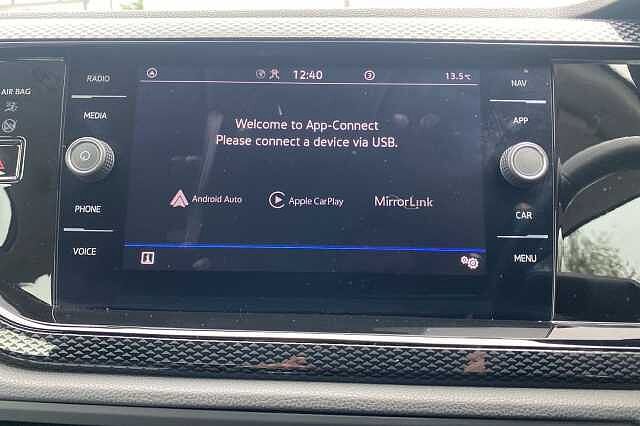 RADIO
MEDIA
PHONE
VOICE
AIR BAG
12:40
3
13.5°C
Welcome to App-Connect
Please connect a device via USB.
Android Auto
Apple CarPlay
MirrorLink
NAV
APP
CAR
MENU